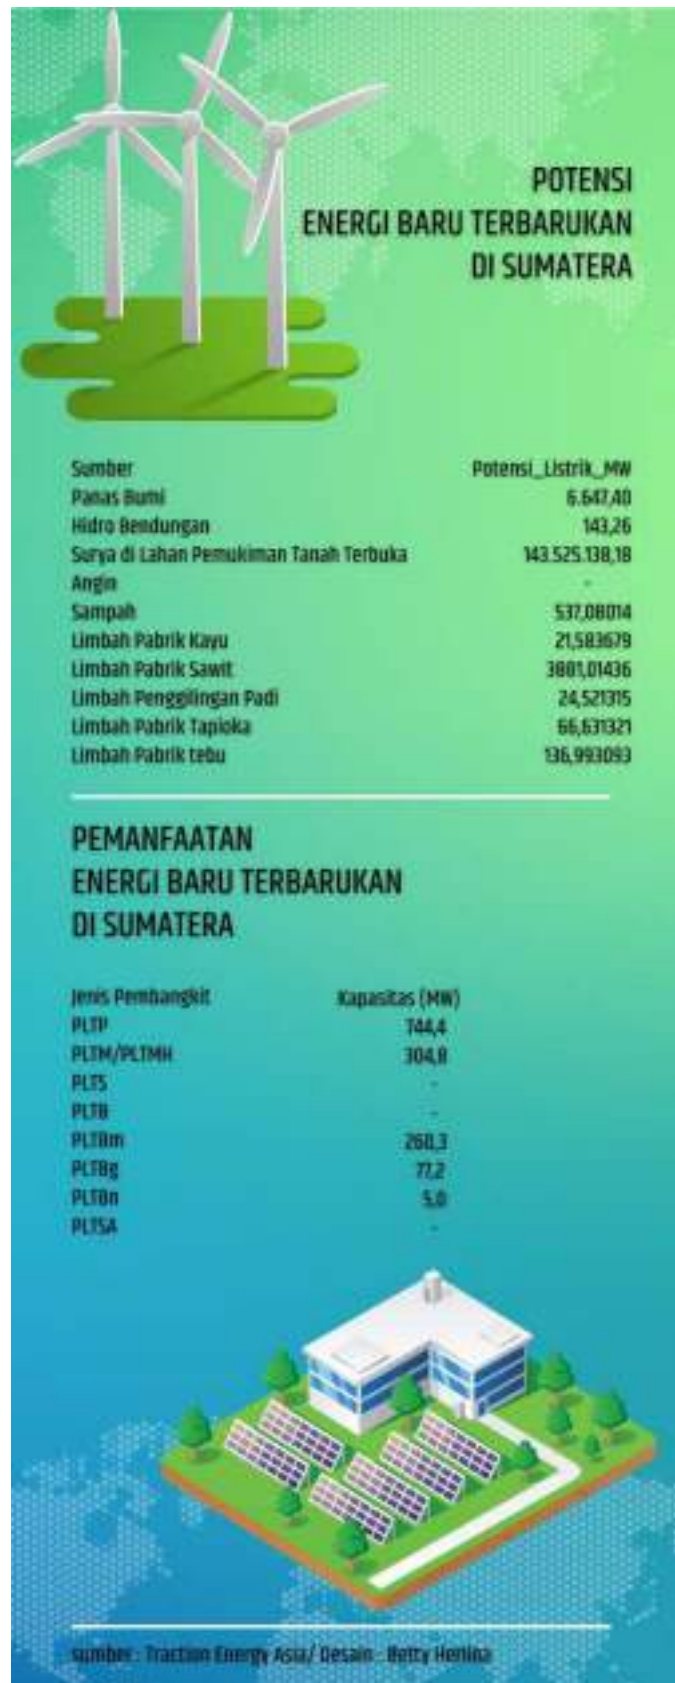 POTENSI
ENERGI BARU TERBARUKAN
DI SUMATERA
Sumber Potensi_Listrik_MW
Panas Bumi 6.647,40
Hidro Bendungan 143,26
Surya di Lahan Pemukiman Tanah Terbuka 143.525.138,18
Angin -
Sampah 537,08014
Limbah Pabrik Kayu 21,583679
Limbah Pabrik Sawit 3881,01436
Limbah Penggilingan Padi 24,521315
Limbah Pabrik Tapioka 66,631321
Limbah Pabrik tebu 136,993093
PEMANFAATAN
ENERGI BARU TERBARUKAN
DI SUMATERA
Jenis Pembangkit Kapasitas (MW)
PLTP 744,4
PLTM/PLTMH 304,8
PLTS -
PLTB -
PLTBm 260,3
PLTBg 77,2
PLTBn 5,0
PLTSA -
sumber : Traction Energy Asia/ Desain : Betty Herlina